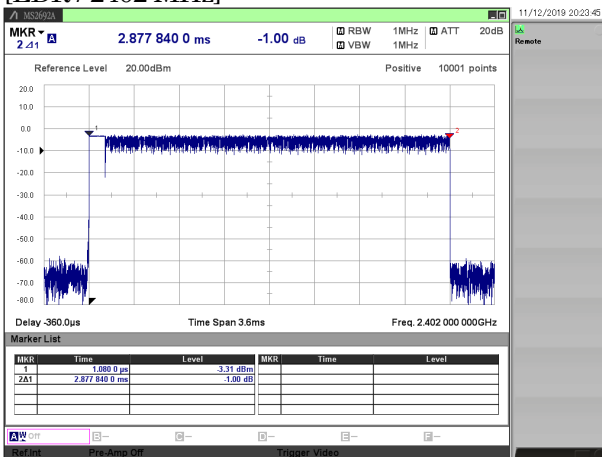 [EDR / 2402 MHz]
MS2692A
11/12/2019 20:23:45
MKR A 2.877 840 0 ms -1.00 dB A RBW 1MHz A ATT 20dB
2 Δ1 A VBW 1MHz
Remote
Reference Level 20.00dBm Positive 10001 points
20.0
10.0
0.0
1
2
-10.0
-20.0
-30.0
-40.0
-50.0
-60.0
-70.0
-80.0
Delay -360.0µs Time Span 3.6ms Freq. 2.402 000 000GHz
Marker List
MKR Time Level MKR Time Level
1 1.080 0 µs -3.31 dBm
2Δ1 2.877 840 0 ms -1.00 dB
A W Off B -- C -- D -- E -- F --
Ref.Int Pre-Amp Off Trigger Video